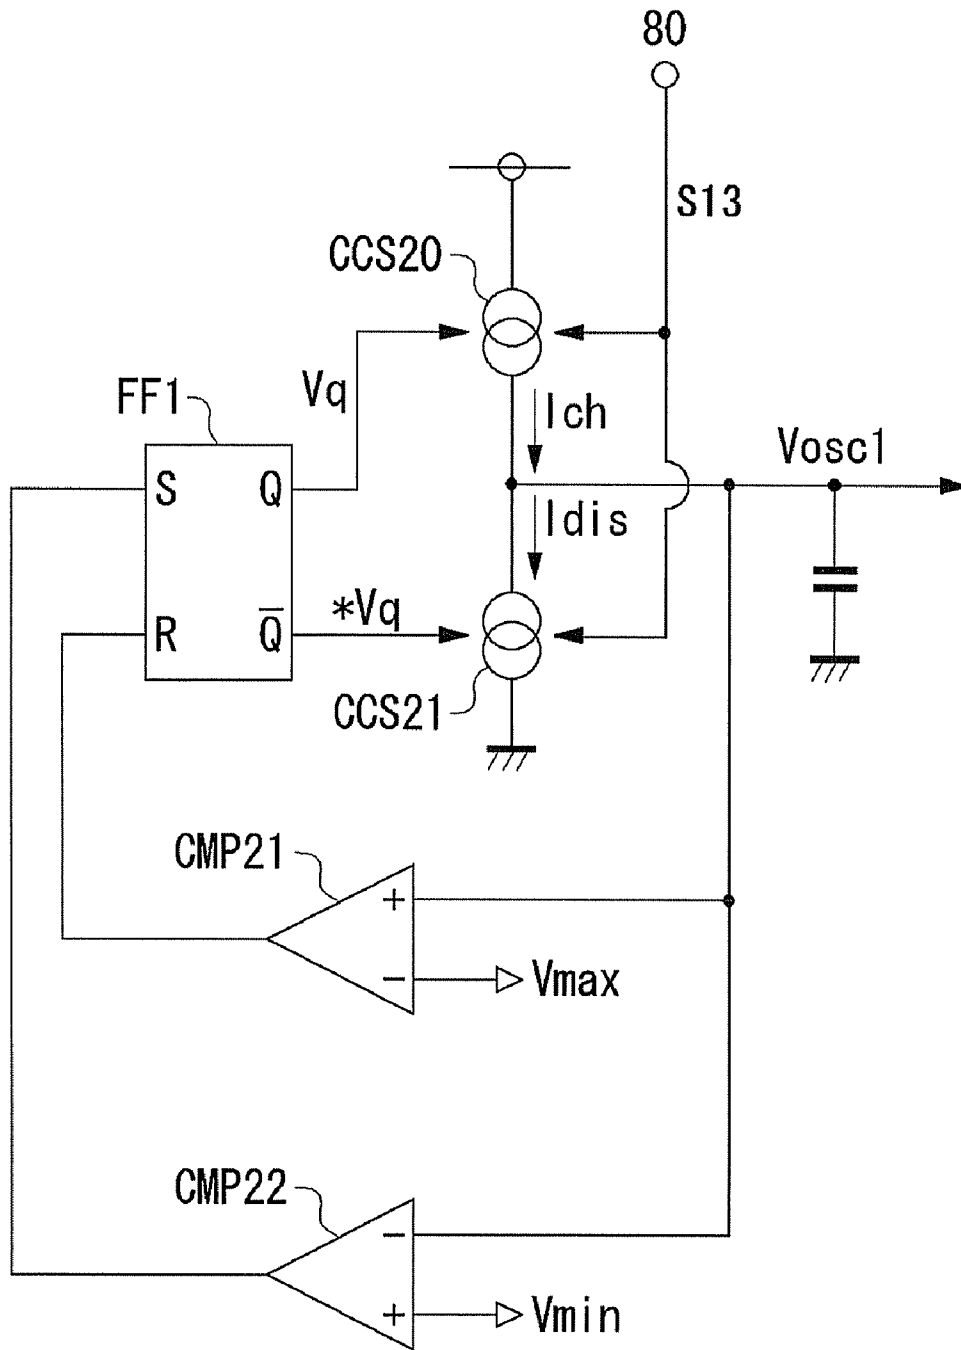 80
S13
CCS20
Vq
Ich
FF1
Vosc1
S
Q
Idis
*Vq
R
Q̅
CCS21
CMP21
+
−
Vmax
CMP22
−
+
Vmin